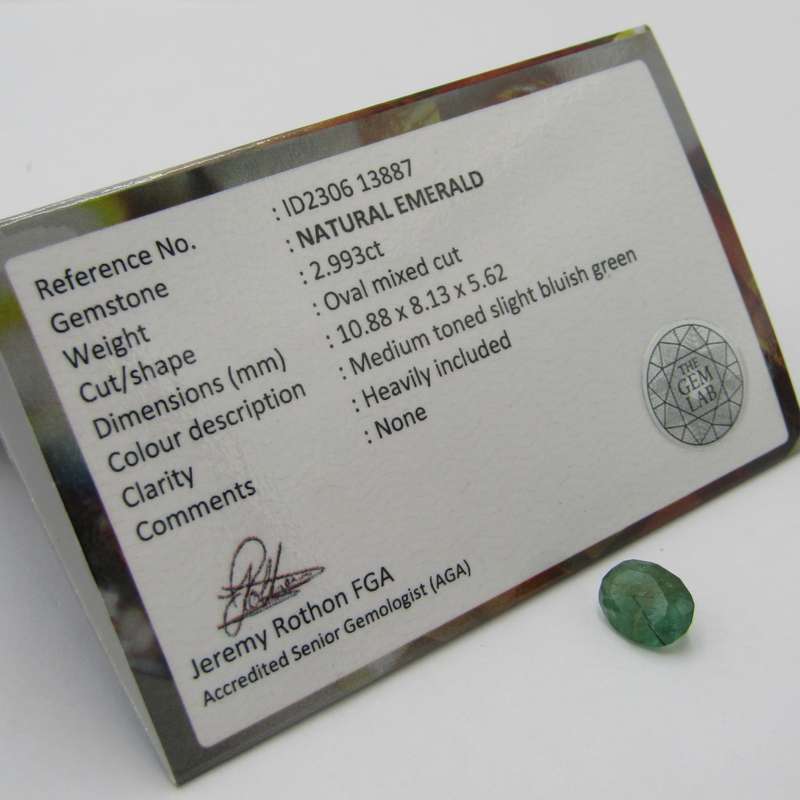 Reference No. : ID2306 13887
Gemstone : NATURAL EMERALD
Weight : 2.993ct
Cut/shape : Oval mixed cut
Dimensions (mm) : 10.88 x 8.13 x 5.62
Colour description : Medium toned slight bluish green
Clarity : Heavily included
Comments : None
THE
GEM
LAB
Jeremy Rothon FGA
Accredited Senior Gemologist (AGA)